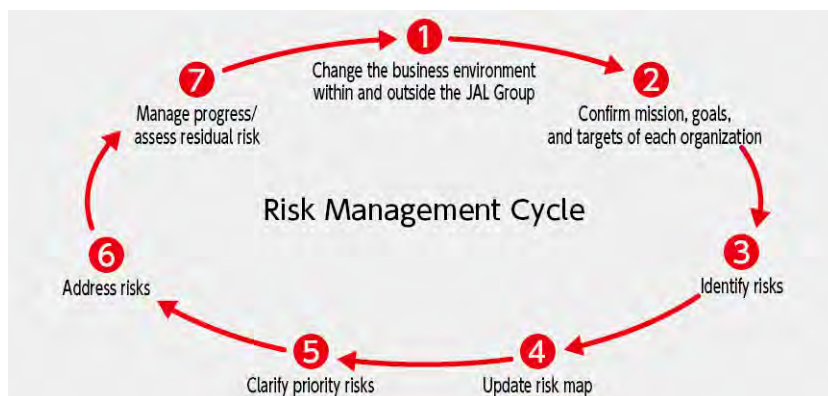 1
Change the business environment
within and outside the JAL Group
2
Confirm mission, goals,
and targets of each organization
3
Identify risks
4
Update risk map
5
Clarify priority risks
6
Address risks
7
Manage progress/
assess residual risk
Risk Management Cycle